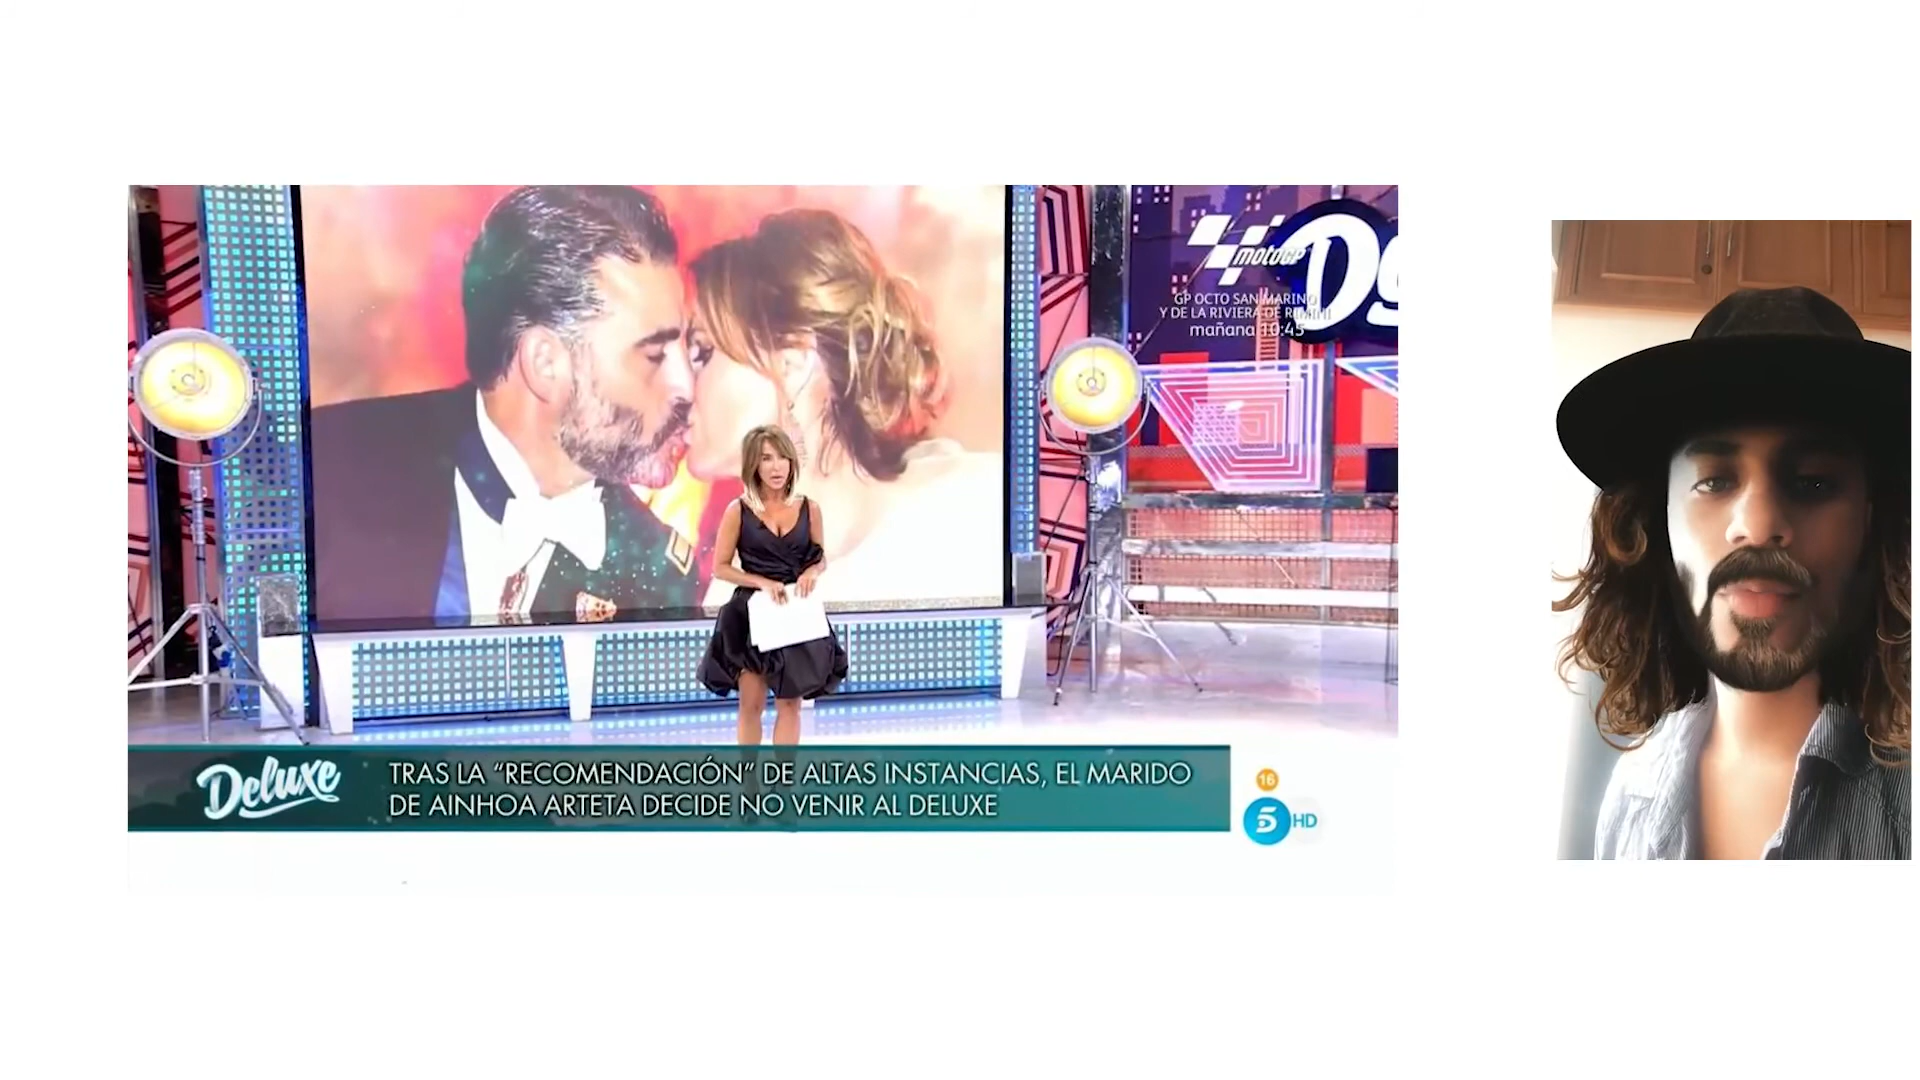 motoGP
GP OCTO SAN MARINO
Y DE LA RIVIERA DE RIMINI
mañana 10:45
D
Deluxe
TRAS LA “RECOMENDACIÓN” DE ALTAS INSTANCIAS, EL MARIDO
DE AINHOA ARTETA DECIDE NO VENIR AL DELUXE
16
5 HD